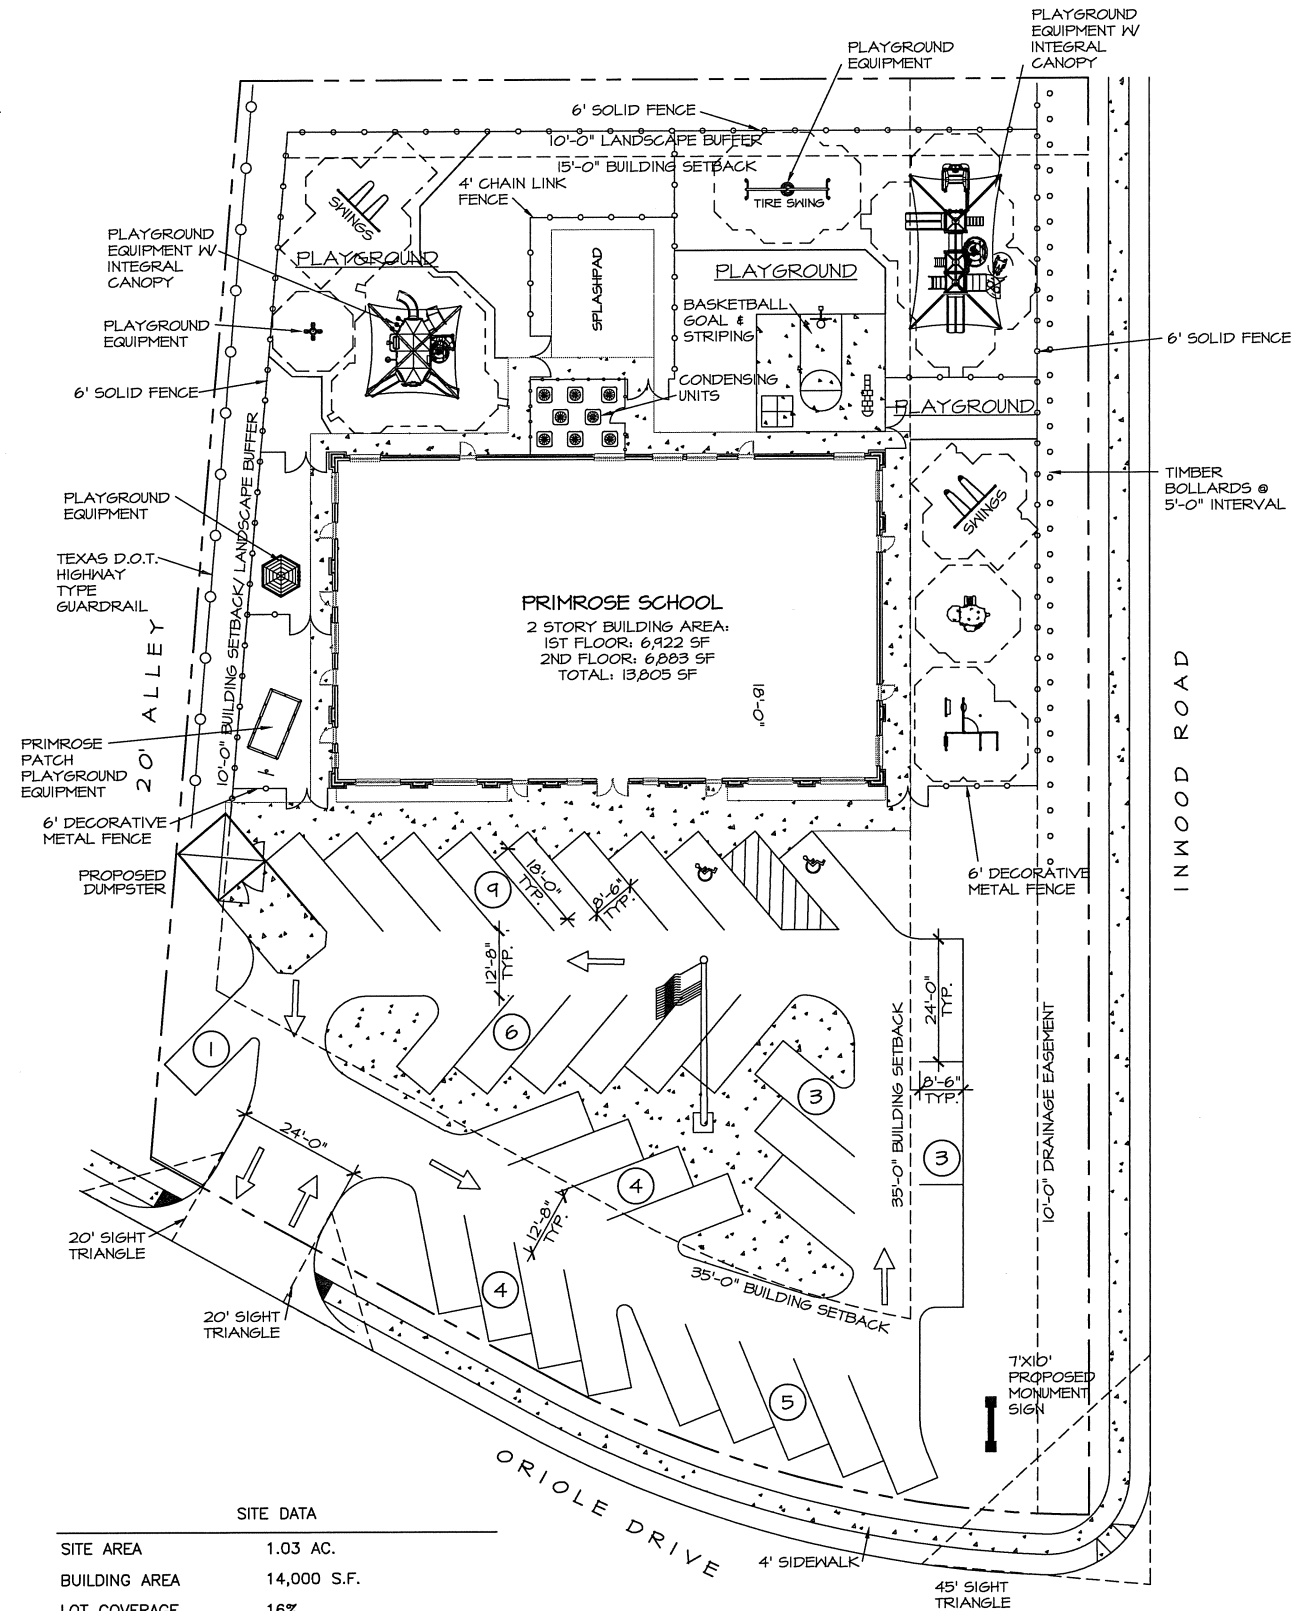 PLAYGROUND
EQUIPMENT W/
INTEGRAL
CANOPY
PLAYGROUND
EQUIPMENT
6' SOLID FENCE
10'-0" LANDSCAPE BUFFER
15'-0" BUILDING SETBACK
4' CHAIN LINK
FENCE
TIRE SWING
SWINGS
PLAYGROUND
PLAYGROUND
EQUIPMENT W/
INTEGRAL
CANOPY
SPLASHPAD
PLAYGROUND
BASKETBALL
GOAL &
STRIPING
PLAYGROUND
EQUIPMENT
6' SOLID FENCE
6' SOLID FENCE
CONDENSING
UNITS
PLAYGROUND
10'-0" BUILDING SETBACK/ LANDSCAPE BUFFER
TIMBER
BOLLARDS @
5'-0" INTERVAL
SWINGS
PLAYGROUND
EQUIPMENT
TEXAS D.O.T.
HIGHWAY
TYPE
GUARDRAIL
PRIMROSE SCHOOL
2 STORY BUILDING AREA:
1ST FLOOR: 6,922 SF
2ND FLOOR: 6,883 SF
TOTAL: 13,805 SF
18'-0"
20' ALLEY
INWOOD ROAD
PRIMROSE
PATCH
PLAYGROUND
EQUIPMENT
6' DECORATIVE
METAL FENCE
PROPOSED
DUMPSTER
6' DECORATIVE
METAL FENCE
9
18'-0"
TYP.
8'-6"
TYP.
12'-8"
TYP.
24'-0"
TYP.
6
1
3
8'-6"
TYP.
35'-0" BUILDING SETBACK
10'-0" DRAINAGE EASEMENT
24'-0"
3
4
12'-8"
TYP.
20' SIGHT
TRIANGLE
35'-0" BUILDING SETBACK
4
20' SIGHT
TRIANGLE
7'X10'
PROPOSED
MONUMENT
SIGN
5
ORIOLE DRIVE
4' SIDEWALK
45' SIGHT
TRIANGLE
SITE DATA
SITE AREA 1.03 AC.
BUILDING AREA 14,000 S.F.
LOT COVERAGE 16%